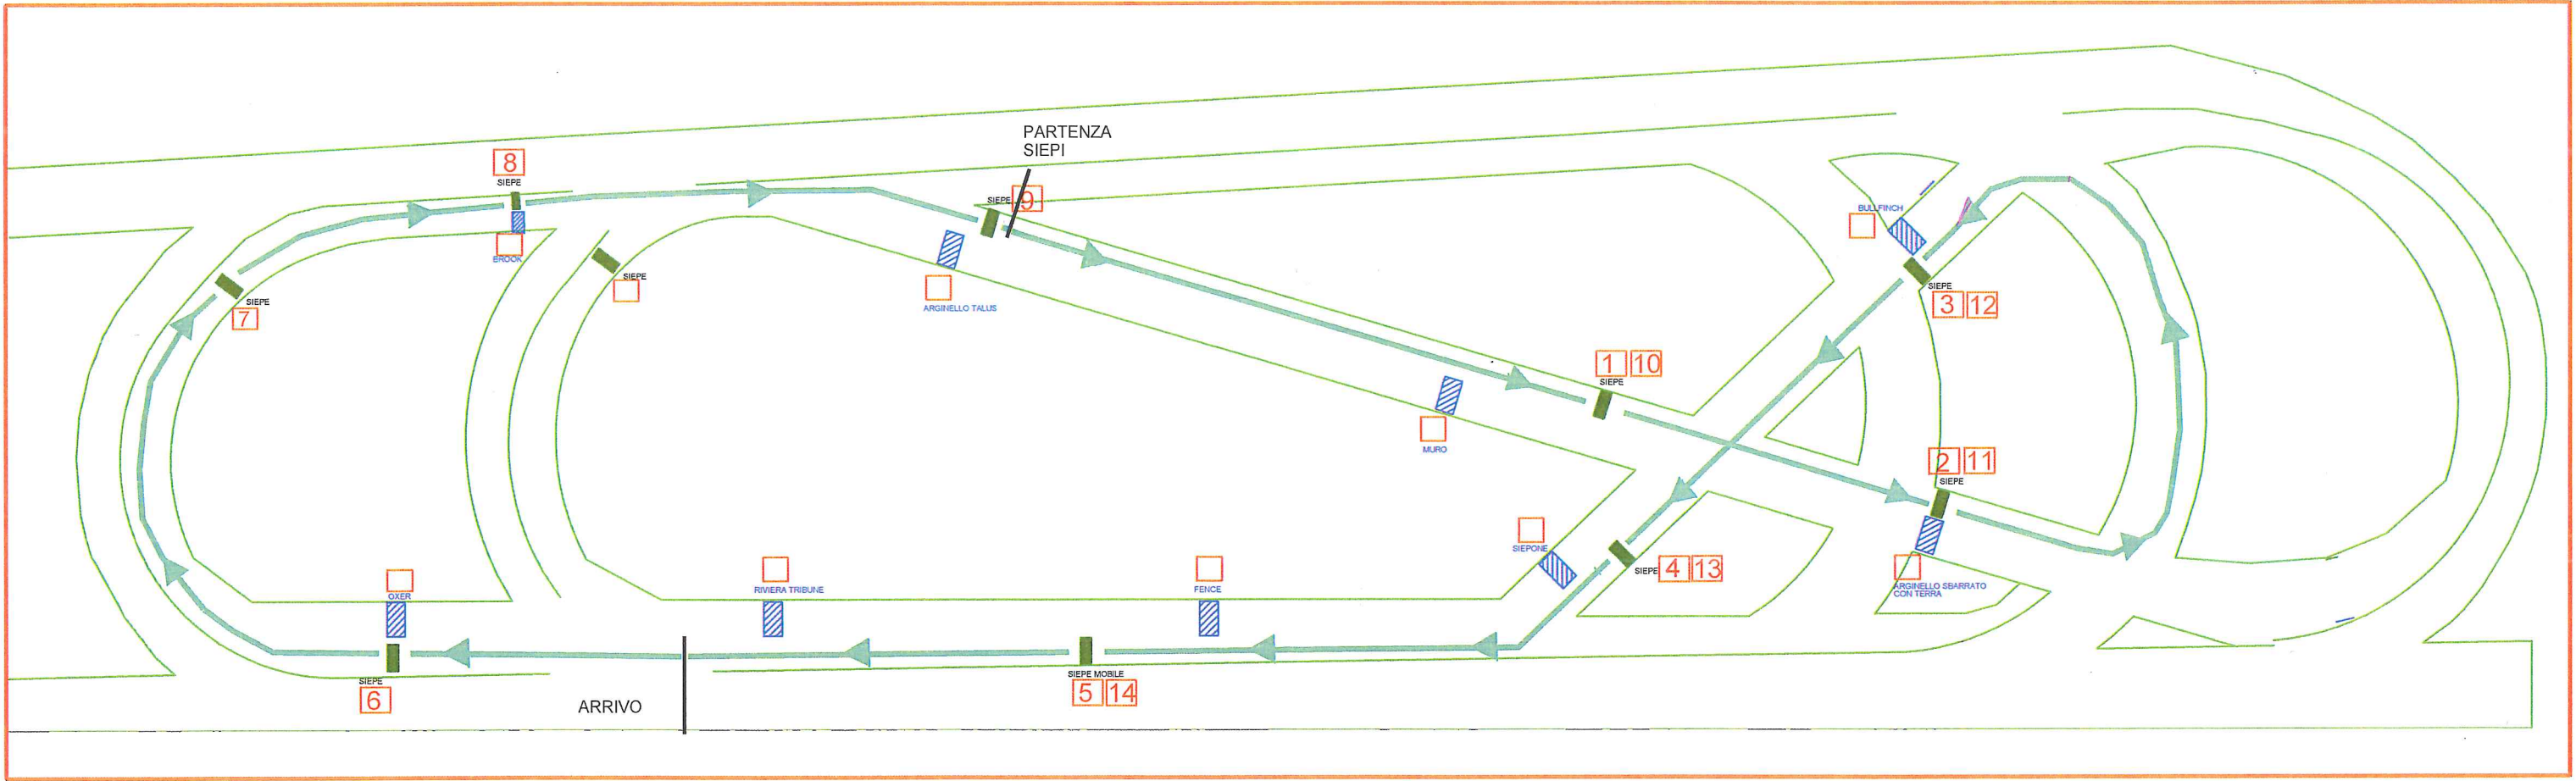 PARTENZA
SIEPI
8
SIEPE
BROOK
SIEPE
9
SIEPE
ARGINELLO TALUS
SIEPE
7
BULLFINCH
SIEPE
3 12
1 10
SIEPE
MURO
2 11
SIEPE
SIEPONE
SIEPE 4 13
ARGINELLO SBARRATO
CON TERRA
OXER
RIVIERA TRIBUNE
FENCE
SIEPE
6
ARRIVO
SIEPE MOBILE
5 14